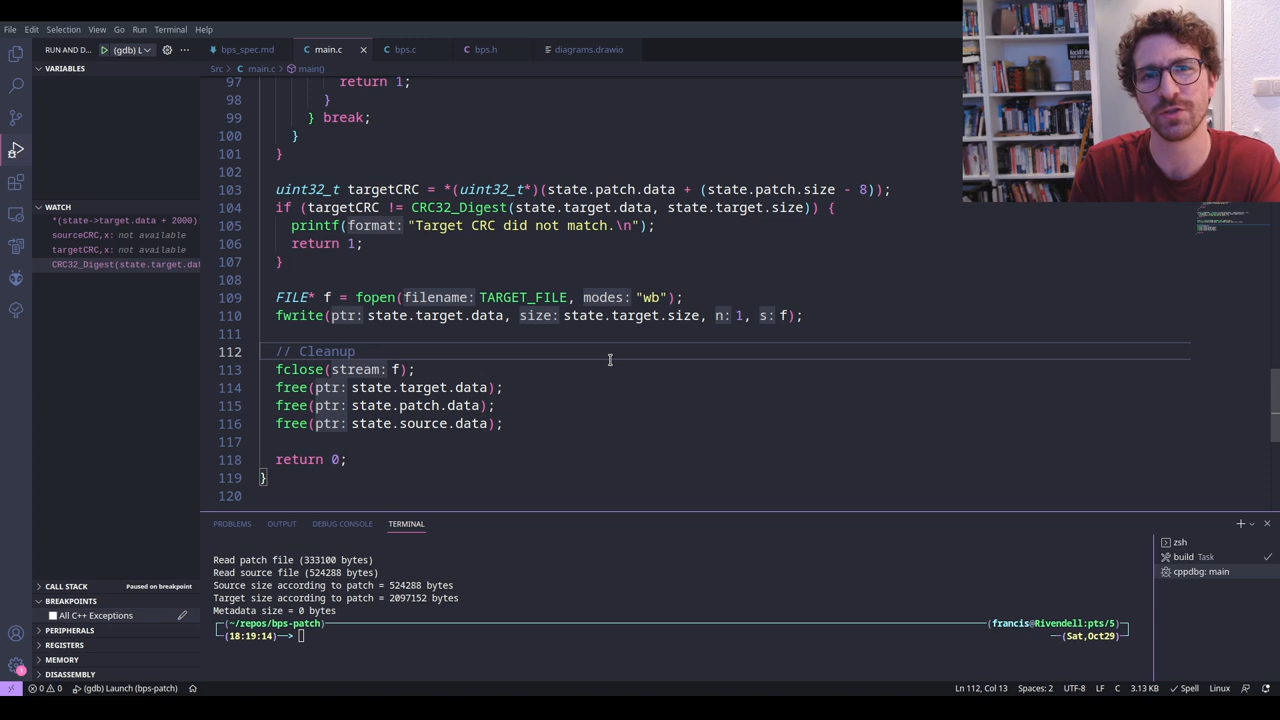 File Edit Selection View Go Run Terminal Help
RUN AND D... (gdb) L ...
bps_spec.md main.c bps.c bps.h diagrams.drawio
VARIABLES
Src > main.c > main()
97 return 1;
98 }
99 } break;
100 }
101 }
102
103 uint32_t targetCRC = *(uint32_t*)(state.patch.data + (state.patch.size - 8));
104 if (targetCRC != CRC32_Digest(state.target.data, state.target.size)) {
105 printf(format: "Target CRC did not match.\n");
106 return 1;
107 }
108
109 FILE* f = fopen(filename: TARGET_FILE, modes: "wb");
110 fwrite(ptr: state.target.data, size: state.target.size, n: 1, s: f);
111
112 // Cleanup
113 fclose(stream: f);
114 free(ptr: state.target.data);
115 free(ptr: state.patch.data);
116 free(ptr: state.source.data);
117
118 return 0;
119 }
120
WATCH
*(state->target.data + 2000)
sourceCRC,x: not available
targetCRC,x: not available
CRC32_Digest(state.target.dat
CALL STACK Paused on breakpoint
BREAKPOINTS
All C++ Exceptions
PERIPHERALS
REGISTERS
MEMORY
DISASSEMBLY
PROBLEMS OUTPUT DEBUG CONSOLE TERMINAL
Read patch file (333100 bytes)
Read source file (524288 bytes)
Source size according to patch = 524288 bytes
Target size according to patch = 2097152 bytes
Metadata size = 0 bytes
(~/repos/bps-patch) (francis@Rivendell:pts/5)
(18:19:14)-> (Sat,Oct29)
zsh
build Task
cppdbg: main
1
0 0 (gdb) Launch (bps-patch) Ln 112, Col 13 Spaces: 2 UTF-8 LF C 3.13 KB Spell Linux